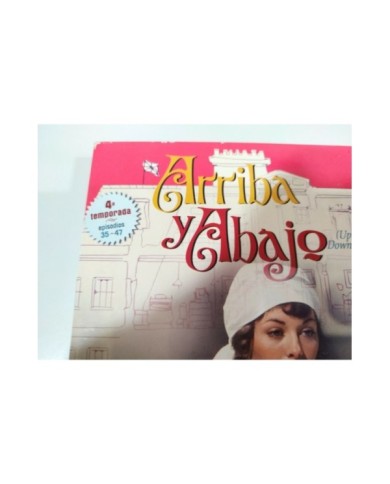 Arriba
y Abajo
(Up
Down
4ª
temporada
episodios
35 - 47